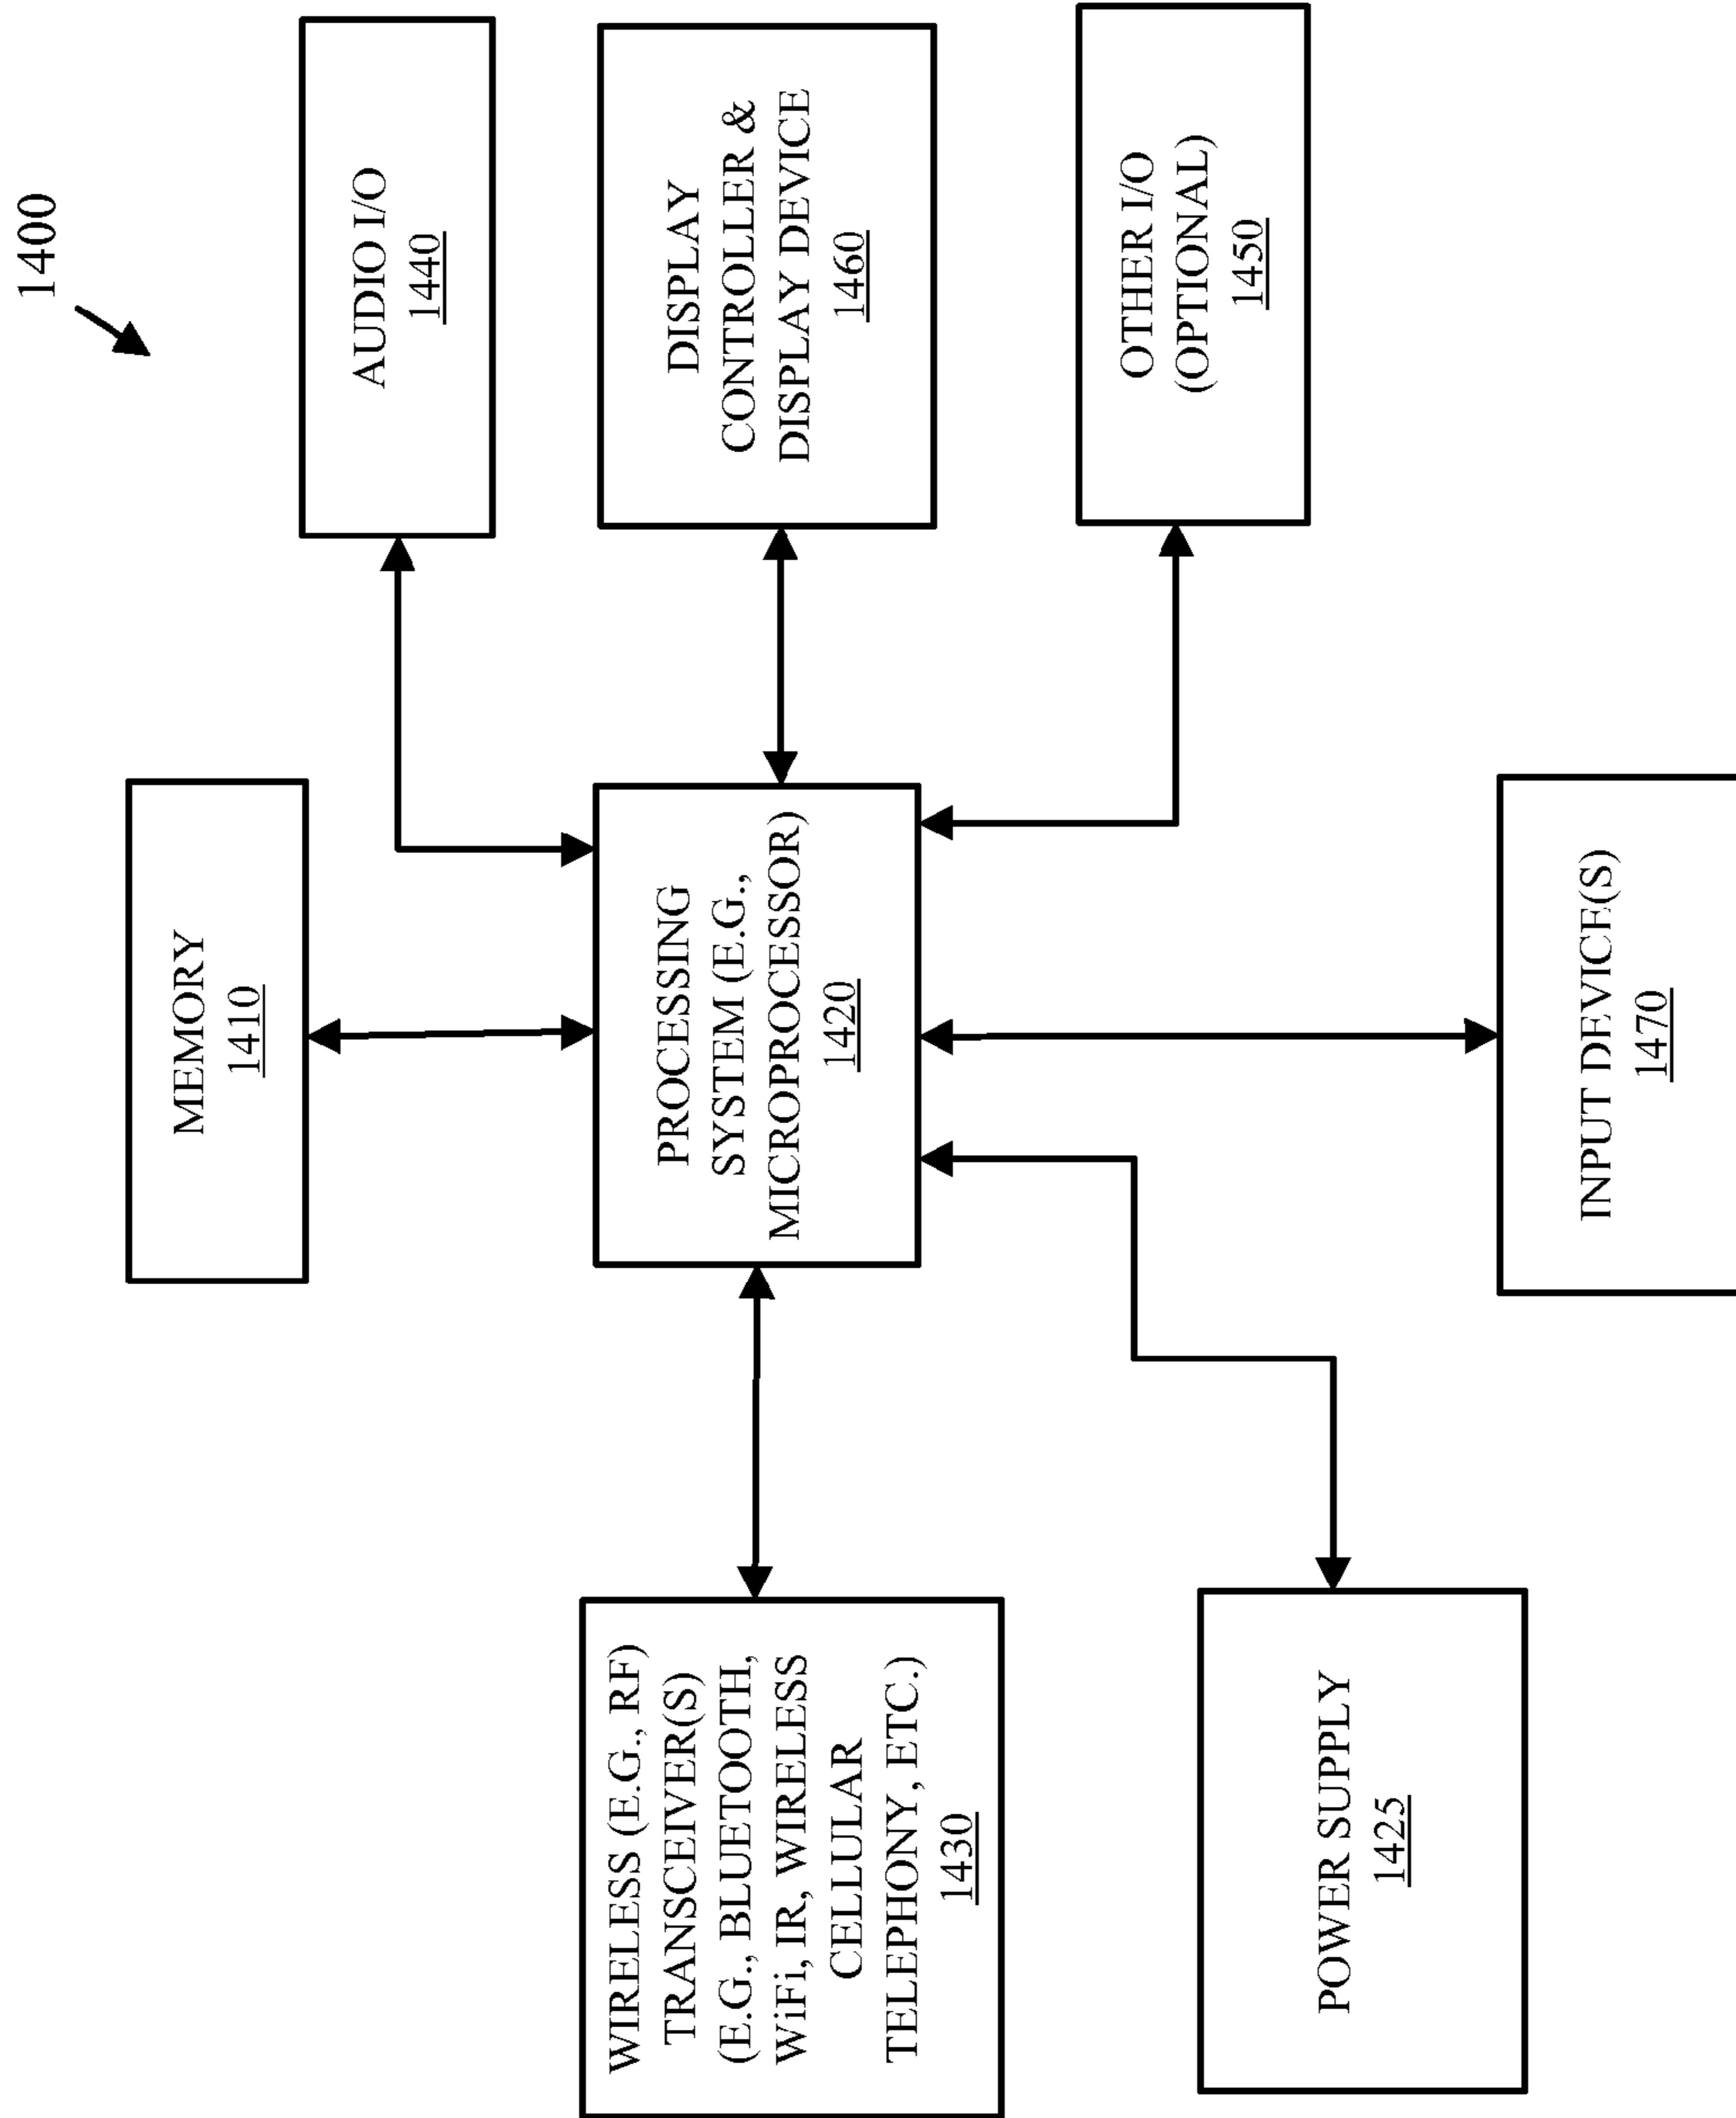 1400
MEMORY
1410
AUDIO I/O
1440
WIRELESS (E.G., RF)
TRANSCEIVER(S)
(E.G., BLUETOOTH,
WiFi, IR, WIRELESS
CELLULAR
TELEPHONY, ETC.)
1430
PROCESSING
SYSTEM (E.G.,
MICROPROCESSOR)
1420
DISPLAY
CONTROLLER &
DISPLAY DEVICE
1460
POWER SUPPLY
1425
INPUT DEVICE(S)
1470
OTHER I/O
(OPTIONAL)
1450